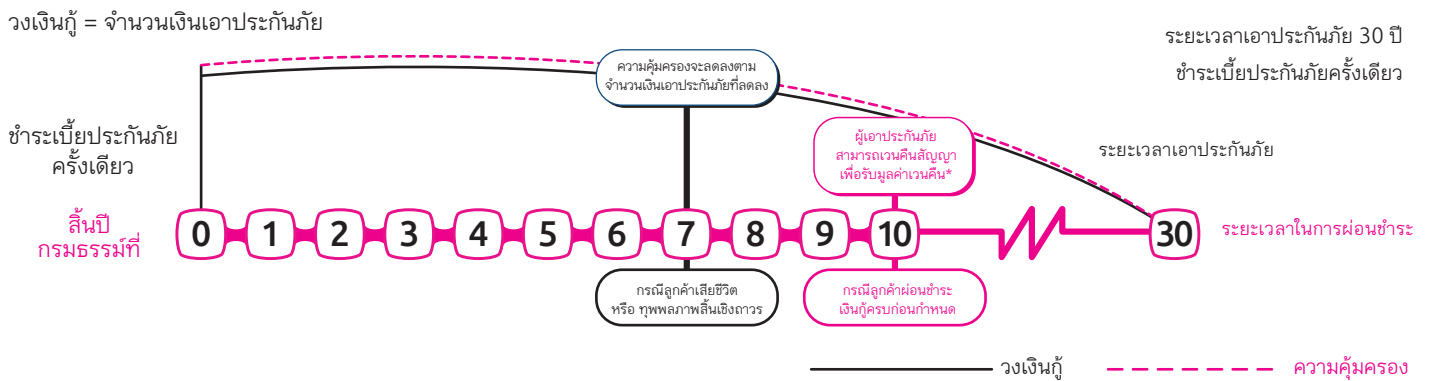 วงเงินกู้ = จำนวนเงินเอาประกันภัย
ระยะเวลาเอาประกันภัย 30 ปี
ชำระเบี้ยประกันภัยครั้งเดียว
ความคุ้มครองจะลดลงตาม
จำนวนเงินเอาประกันภัยที่ลดลง
ชำระเบี้ยประกันภัย
ครั้งเดียว
ผู้เอาประกันภัย
สามารถเวนคืนสัญญา
เพื่อรับมูลค่าเวนคืน*
ระยะเวลาเอาประกันภัย
สิ้นปี
กรมธรรม์ที่
0 1 2 3 4 5 6 7 8 9 10 30
ระยะเวลาในการผ่อนชำระ
กรณีลูกค้าเสียชีวิต
หรือ ทุพพลภาพสิ้นเชิงถาวร
กรณีลูกค้าผ่อนชำระ
เงินกู้ครบก่อนกำหนด
วงเงินกู้
ความคุ้มครอง